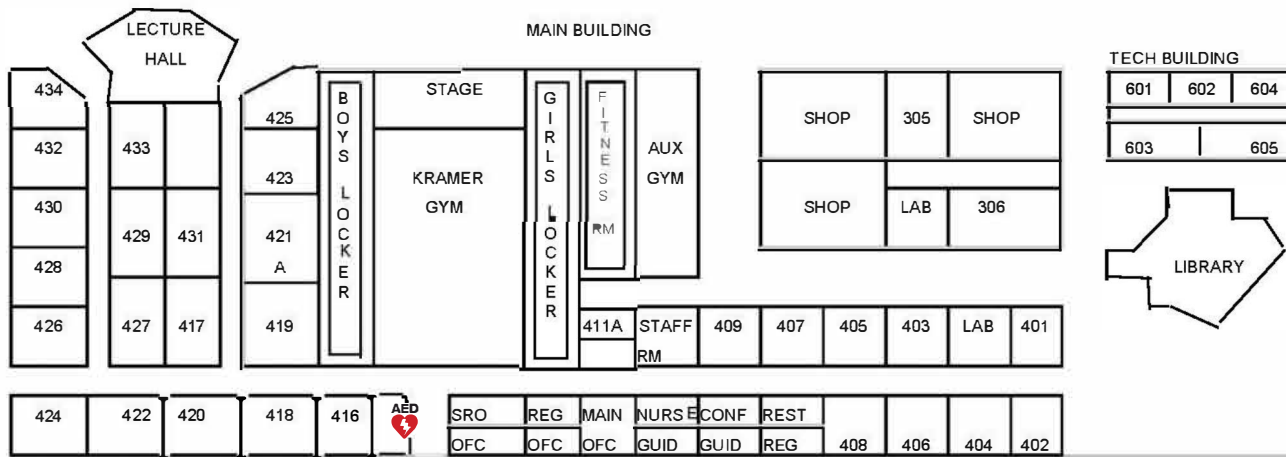 LECTURE
HALL
MAIN BUILDING
TECH BUILDING
434
425
BOYS LOCKER
STAGE
GIRLS LOCKER
FITNESS RM
AUX
GYM
SHOP
305
SHOP
601
602
604
432
433
423
KRAMER
GYM
603
605
430
429
431
421
A
SHOP
LAB
306
428
LIBRARY
426
427
417
419
411A
STAFF
RM
409
407
405
403
LAB
401
424
422
420
418
416
AED
SRO
REG
MAIN
NURSE
CONF
REST
OFC
OFC
OFC
GUID
GUID
REG
408
406
404
402